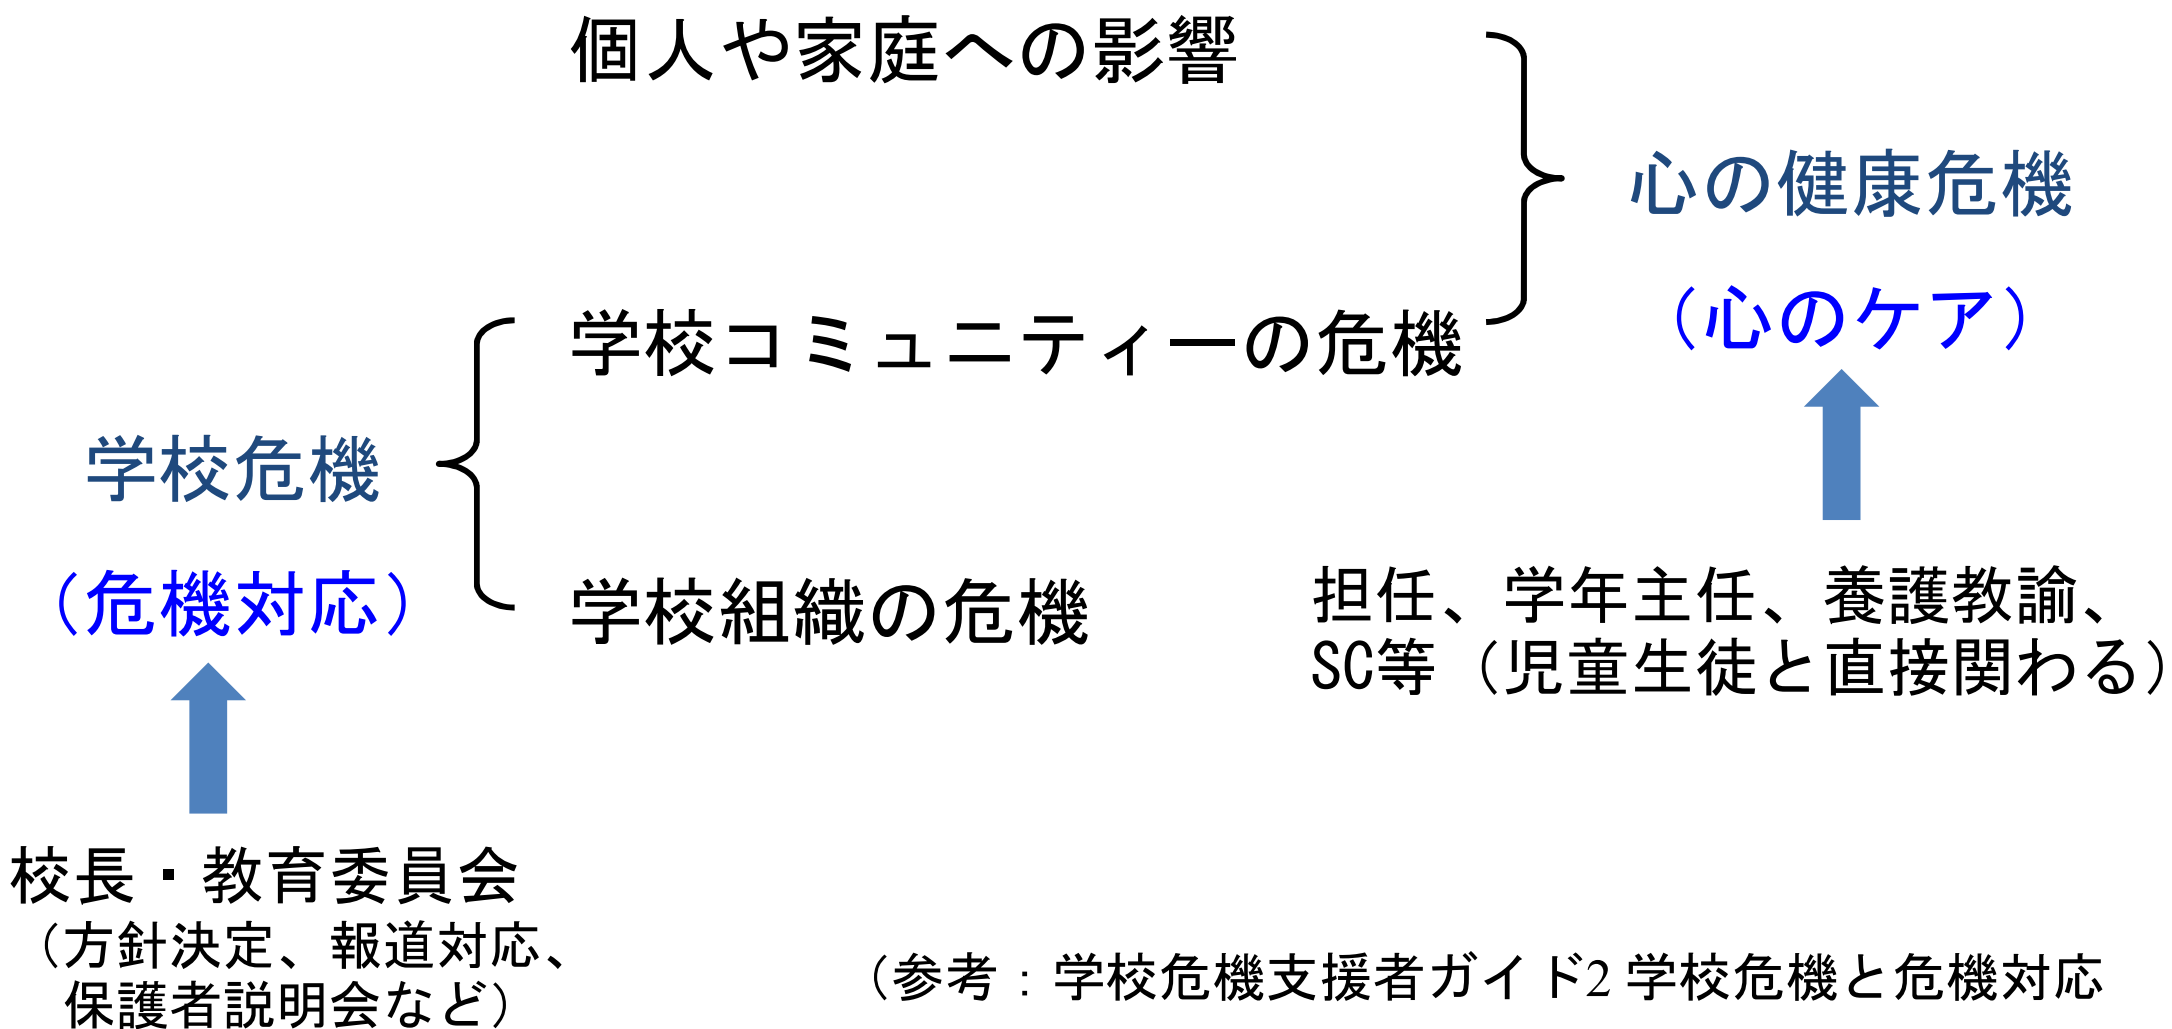 個人や家庭への影響
心の健康危機
（心のケア）
学校コミュニティーの危機
学校危機
（危機対応）
学校組織の危機
担任、学年主任、養護教諭、
SC等（児童生徒と直接関わる）
校長・教育委員会
（方針決定、報道対応、
保護者説明会など）
（参考：学校危機支援者ガイド2 学校危機と危機対応